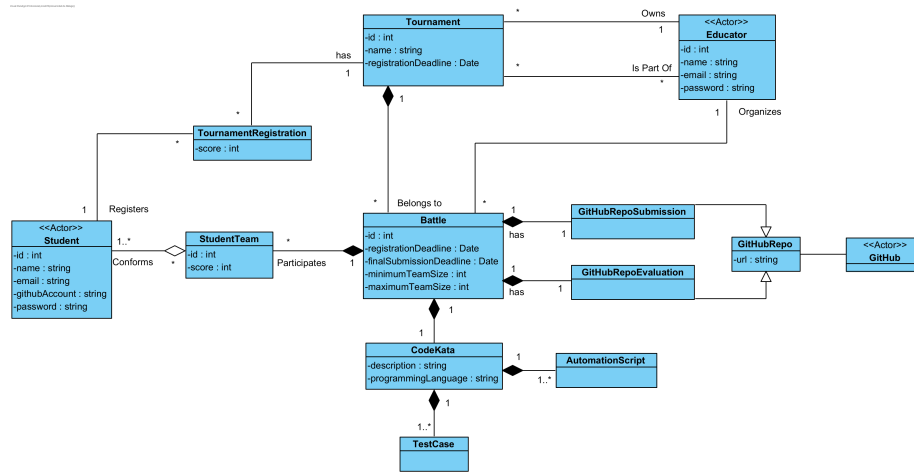 Tournament
-id : int
-name : string
-registrationDeadline : Date
*
Owns
1
<<Actor>>
Educator
-id : int
-name : string
-email : string
-password : string
*
Is Part Of
*
has
1
*
1
1
Organizes
TournamentRegistration
-score : int
*
1
Registers
*
Belongs to
*
<<Actor>>
Student
-id : int
-name : string
-email : string
-githubAccount : string
-password : string
1..*
Conforms
*
StudentTeam
-id : int
-score : int
*
Participates
1
Battle
-id : int
-registrationDeadline : Date
-finalSubmissionDeadline : Date
-minimumTeamSize : int
-maximumTeamSize : int
1
has
1
GitHubRepoSubmission
1
has
1
GitHubRepoEvaluation
GitHubRepo
-url : string
<<Actor>>
GitHub
1
1
CodeKata
-description : string
-programmingLanguage : string
1
1..*
AutomationScript
1
1..*
TestCase